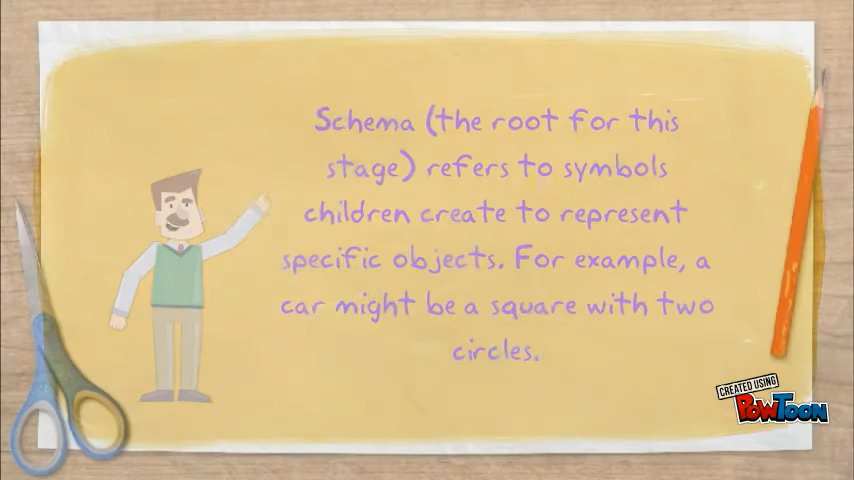 Schema (the root for this
stage) refers to symbols
children create to represent
specific objects. For example, a
car might be a square with two
circles.
CREATED USING
POWTOON